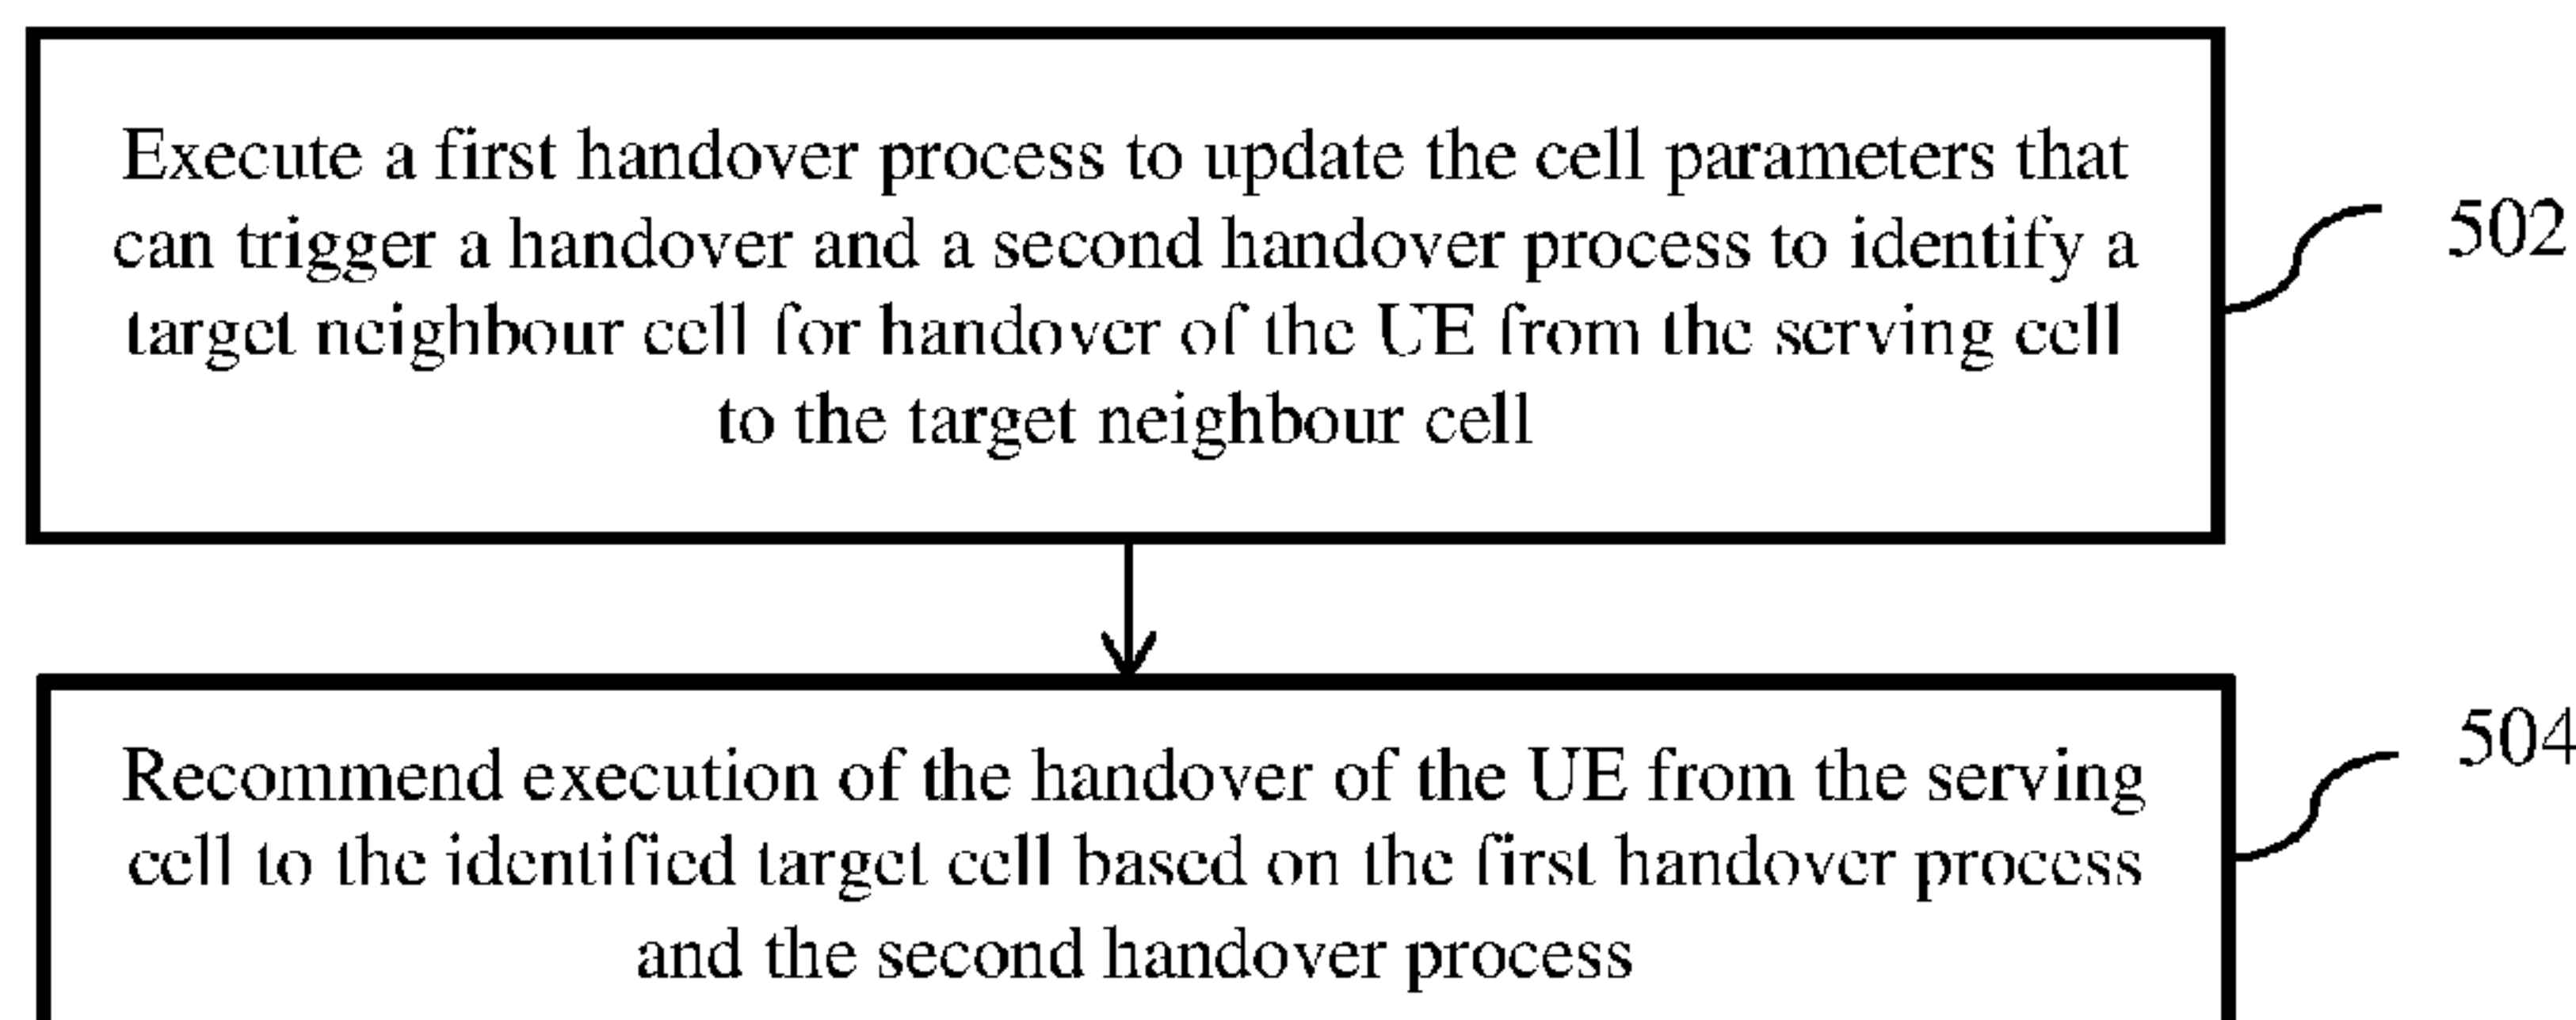 Execute a first handover process to update the cell parameters that
can trigger a handover and a second handover process to identify a
target neighbour cell for handover of the UE from the serving cell
to the target neighbour cell
502
Recommend execution of the handover of the UE from the serving
cell to the identified target cell based on the first handover process
and the second handover process
504